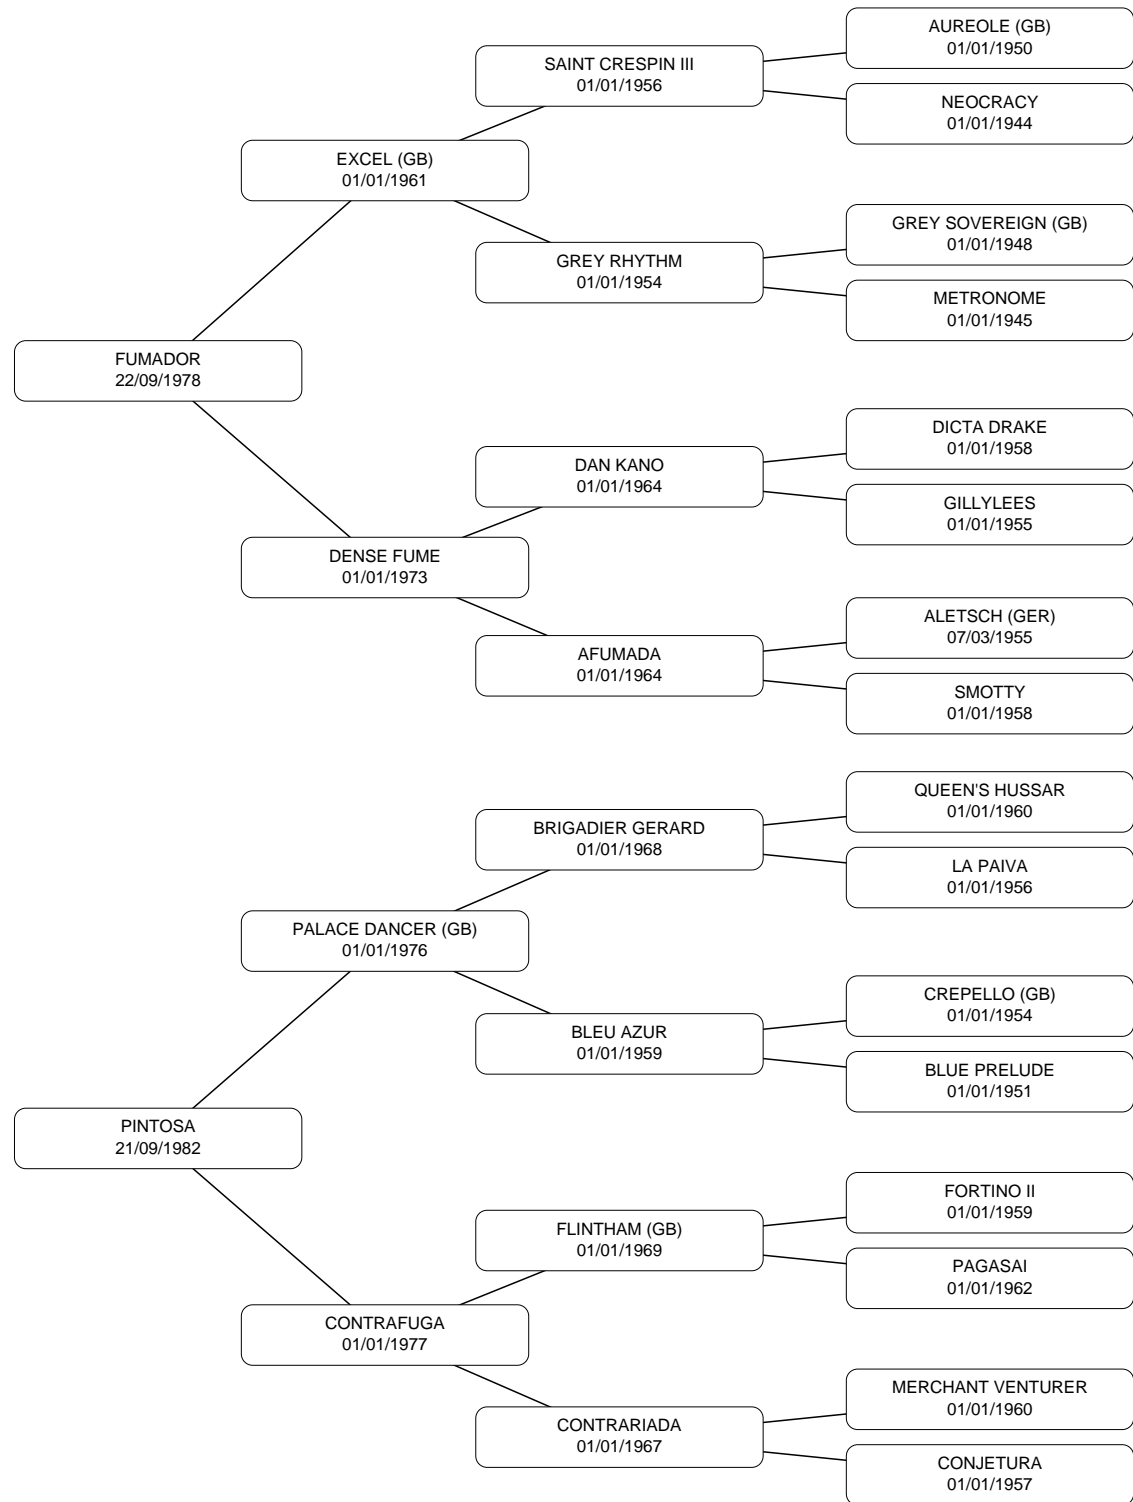 AUREOLE (GB)
01/01/1950
SAINT CRESPIN III
01/01/1956
NEOCRACY
01/01/1944
EXCEL (GB)
01/01/1961
GREY SOVEREIGN (GB)
01/01/1948
GREY RHYTHM
01/01/1954
METRONOME
01/01/1945
FUMADOR
22/09/1978
DICTA DRAKE
01/01/1958
DAN KANO
01/01/1964
GILLYLEES
01/01/1955
DENSE FUME
01/01/1973
ALETSCH (GER)
07/03/1955
AFUMADA
01/01/1964
SMOTTY
01/01/1958
QUEEN'S HUSSAR
01/01/1960
BRIGADIER GERARD
01/01/1968
LA PAIVA
01/01/1956
PALACE DANCER (GB)
01/01/1976
CREPELLO (GB)
01/01/1954
BLEU AZUR
01/01/1959
BLUE PRELUDE
01/01/1951
PINTOSA
21/09/1982
FORTINO II
01/01/1959
FLINTHAM (GB)
01/01/1969
PAGASAI
01/01/1962
CONTRAFUGA
01/01/1977
MERCHANT VENTURER
01/01/1960
CONTRARIADA
01/01/1967
CONJETURA
01/01/1957